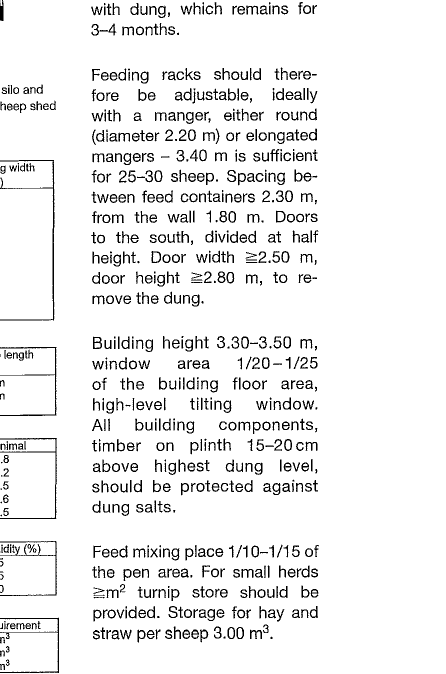 with dung, which remains for
3–4 months.
Feeding racks should there-
fore be adjustable, ideally
with a manger, either round
(diameter 2.20 m) or elongated
mangers – 3.40 m is sufficient
for 25–30 sheep. Spacing be-
tween feed containers 2.30 m,
from the wall 1.80 m. Doors
to the south, divided at half
height. Door width ≧2.50 m,
door height ≧2.80 m, to re-
move the dung.
Building height 3.30–3.50 m,
window area 1/20–1/25
of the building floor area,
high-level tilting window.
All building components,
timber on plinth 15–20 cm
above highest dung level,
should be protected against
dung salts.
Feed mixing place 1/10–1/15 of
the pen area. For small herds
≧m² turnip store should be
provided. Storage for hay and
straw per sheep 3.00 m³.
silo and
sheep shed
width
)
length
.8
.2
.5
.6
.5
(%)
m³
m³
m³